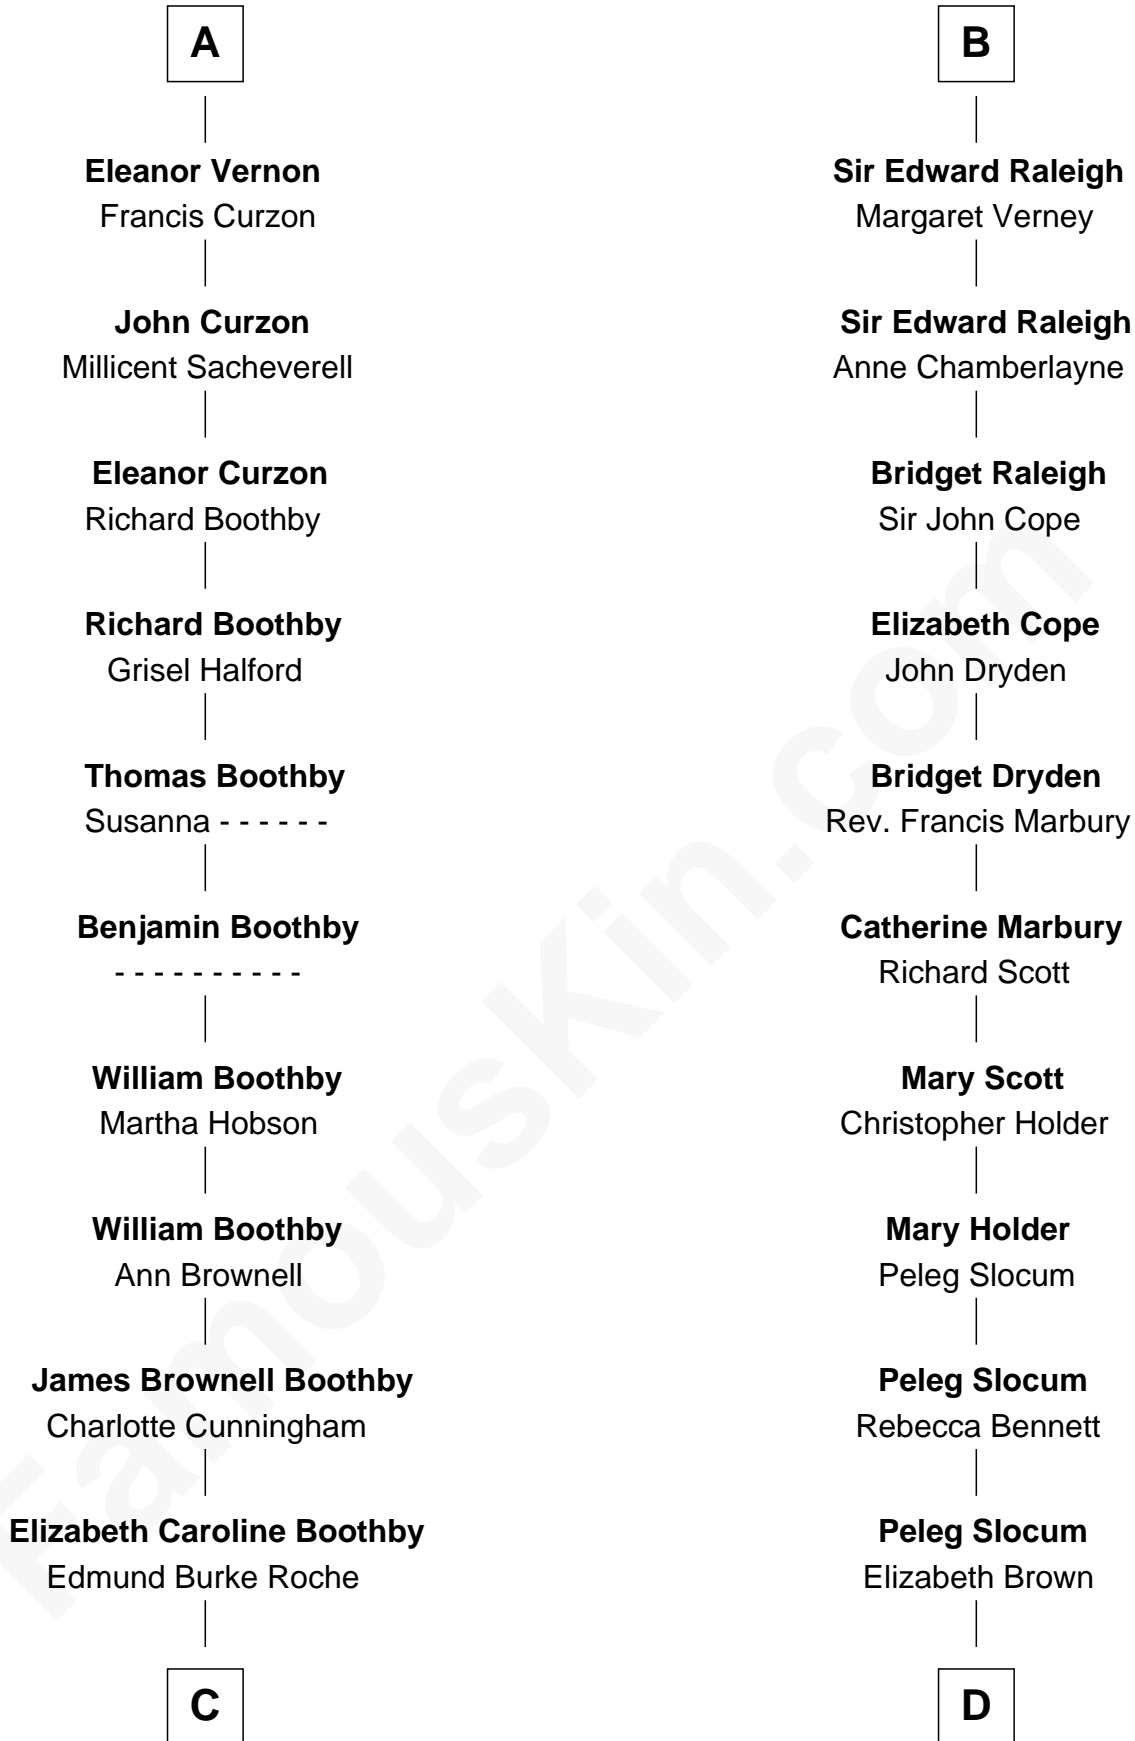 A
Eleanor Vernon
Francis Curzon
John Curzon
Millicent Sacheverell
Eleanor Curzon
Richard Boothby
Richard Boothby
Grisel Halford
Thomas Boothby
Susanna - - - - - -
Benjamin Boothby
- - - - - - - - - -
William Boothby
Martha Hobson
William Boothby
Ann Brownell
James Brownell Boothby
Charlotte Cunningham
Elizabeth Caroline Boothby
Edmund Burke Roche
C
B
Sir Edward Raleigh
Margaret Verney
Sir Edward Raleigh
Anne Chamberlayne
Bridget Raleigh
Sir John Cope
Elizabeth Cope
John Dryden
Bridget Dryden
Rev. Francis Marbury
Catherine Marbury
Richard Scott
Mary Scott
Christopher Holder
Mary Holder
Peleg Slocum
Peleg Slocum
Rebecca Bennett
Peleg Slocum
Elizabeth Brown
D
FamousKin.com